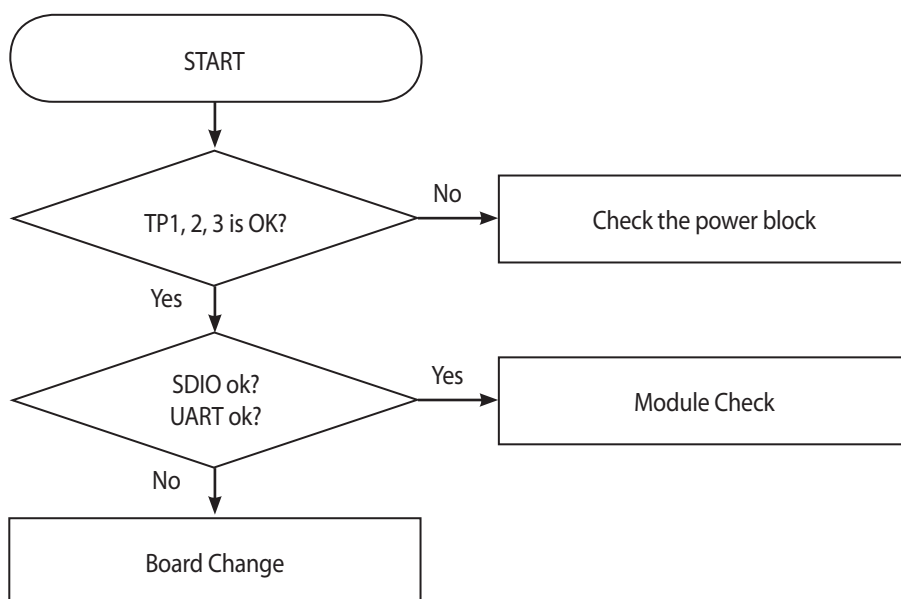 START
TP1, 2, 3 is OK?
No
Check the power block
Yes
SDIO ok?
UART ok?
Yes
Module Check
No
Board Change